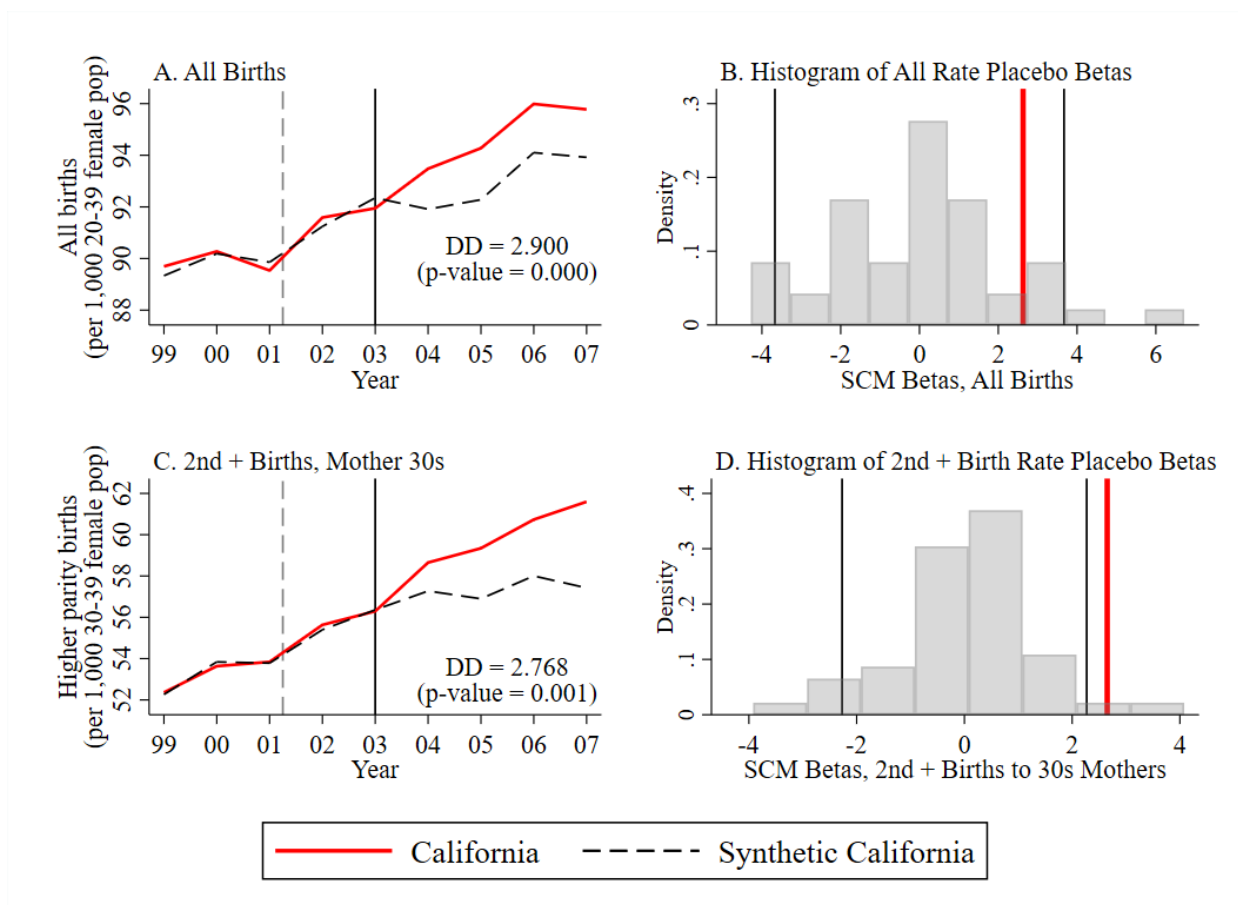 A. All Births
All births
(per 1,000 20-39 female pop)
96
94
92
90
88
DD = 2.900
(p-value = 0.000)
99 00 01 02 03 04 05 06 07
Year
B. Histogram of All Rate Placebo Betas
Density
.3
.2
.1
0
-4 -2 0 2 4 6
SCM Betas, All Births
C. 2nd + Births, Mother 30s
Higher parity births
(per 1,000 30-39 female pop)
62
60
58
56
54
52
DD = 2.768
(p-value = 0.001)
99 00 01 02 03 04 05 06 07
Year
D. Histogram of 2nd + Birth Rate Placebo Betas
Density
.4
.3
.2
.1
0
-4 -2 0 2 4
SCM Betas, 2nd + Births to 30s Mothers
California Synthetic California